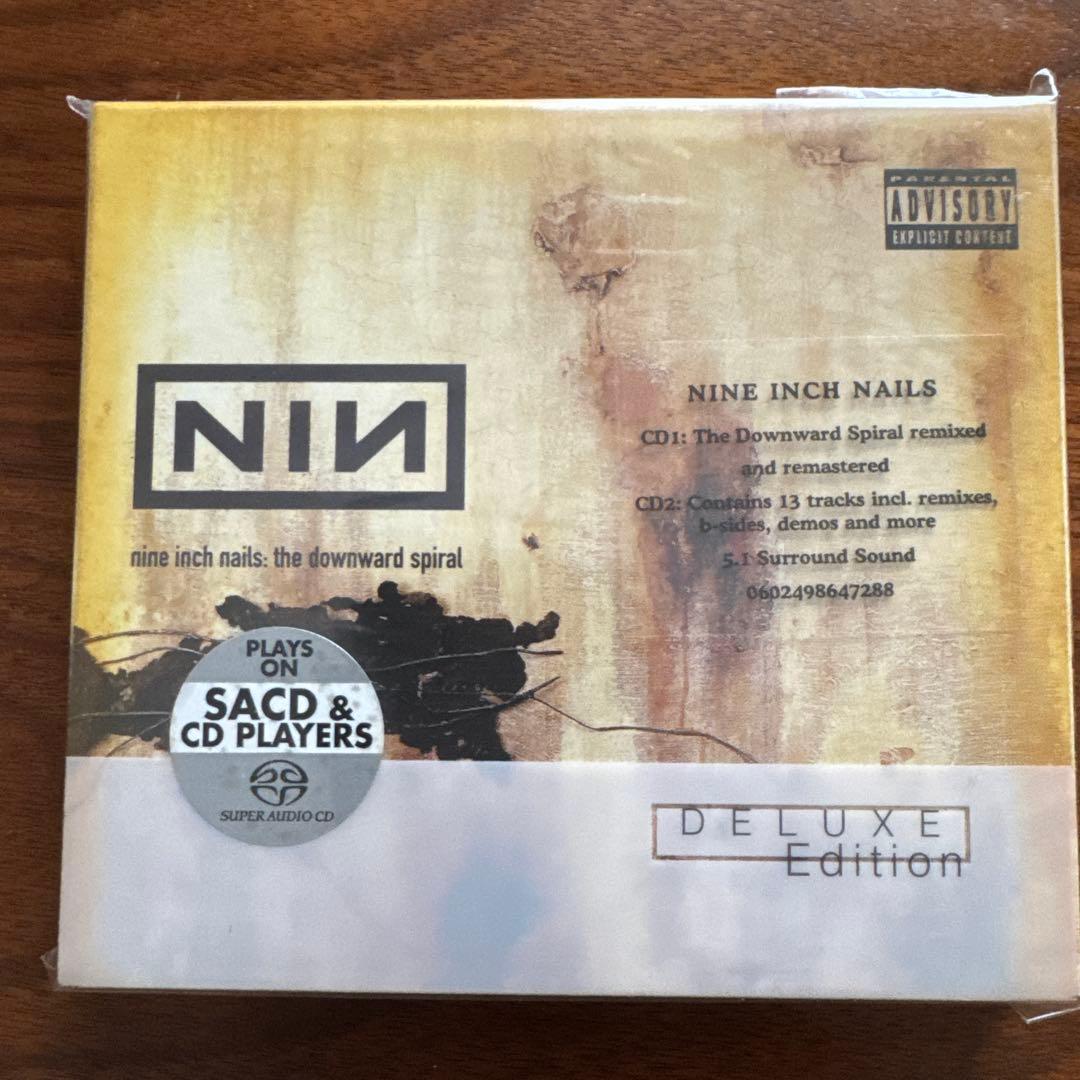 PARENTAL
ADVISORY
EXPLICIT CONTENT
NIN
nine inch nails: the downward spiral
NINE INCH NAILS
CD1: The Downward Spiral remixed
and remastered
CD2: Contains 13 tracks incl. remixes,
b-sides, demos and more
5.1 Surround Sound
0602498647288
PLAYS
ON
SACD &
CD PLAYERS
SUPER AUDIO CD
DELUXE
Edition